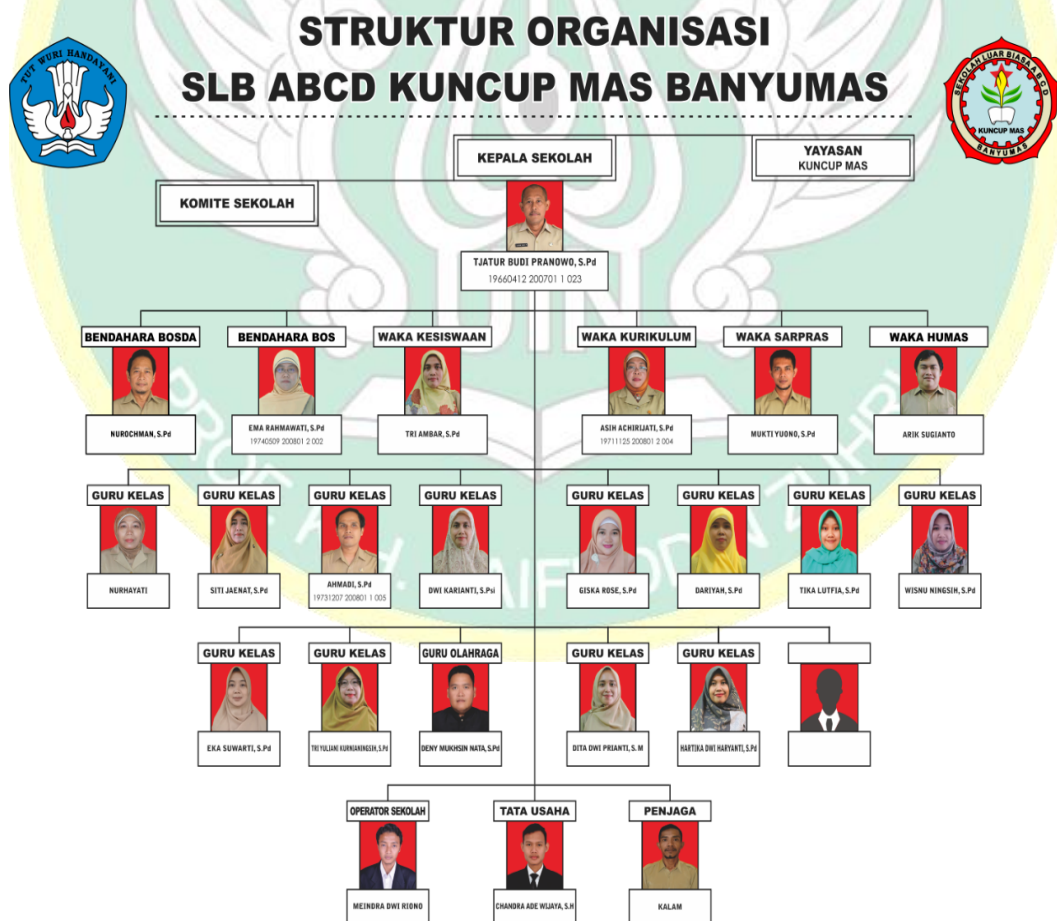 STRUKTUR ORGANISASI
SLB ABCD KUNCUP MAS BANYUMAS
TUT WURI HANDAYANI
SEKOLAH LUAR BIASA A B C D
KUNCUP MAS
BANYUMAS
KEPALA SEKOLAH
YAYASAN
KUNCUP MAS
KOMITE SEKOLAH
TJATUR BUDI PRANOWO, S.Pd
19660412 200701 1 023
BENDAHARA BOSDA
BENDAHARA BOS
WAKA KESISWAAN
WAKA KURIKULUM
WAKA SARPRAS
WAKA HUMAS
NUROCHMAN, S.Pd
EMA RAHMAWATI, S.Pd
19740509 200801 2 002
TRI AMBAR, S.Pd
ASIH ACHIRIJATI, S.Pd
19711125 200801 2 004
MUKTI YUONO, S.Pd
ARIK SUGIANTO
GURU KELAS
GURU KELAS
GURU KELAS
GURU KELAS
GURU KELAS
GURU KELAS
GURU KELAS
GURU KELAS
NURHAYATI
SITI JAENAT, S.Pd
AHMADI, S.Pd
19731207 200801 1 005
DWI KARIANTI, S.Psi
GISKA ROSE, S.Pd
DARIYAH, S.Pd
TIKA LUTFIA, S.Pd
WISNU NINGSIH, S.Pd
GURU KELAS
GURU KELAS
GURU OLAHRAGA
GURU KELAS
GURU KELAS
EKA SUWARTI, S.Pd
TRI YULIANI KURNIANINGSIH, S.Pd
DENY MUKHSIN NATA, S.Pd
DITA DWI PRIANTI, S.M
HARTIKA DWI HARYANTI, S.Pd
OPERATOR SEKOLAH
TATA USAHA
PENJAGA
MEINDRA DWI RIONO
CHANDRA ADE WIJAYA, S.H
KALAM
UIN
PROF. K.H. SAIFUDDIN ZUHRI